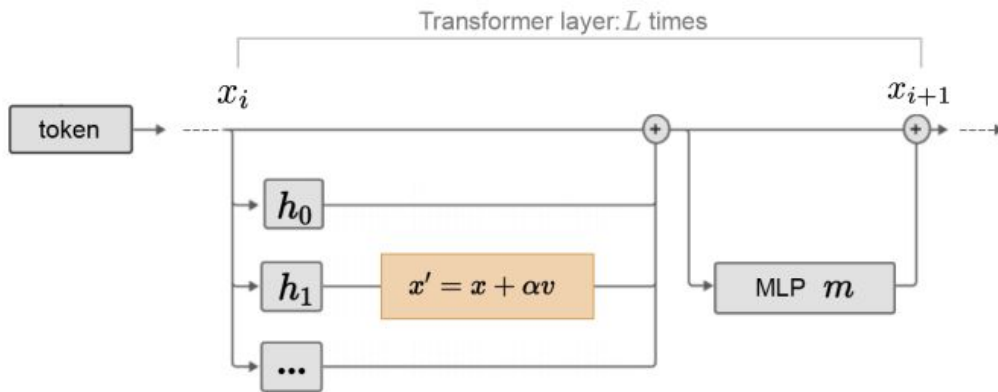 Transformer layer: L times
x_i
x_{i+1}
token
+
+
h_0
h_1
x' = x + αv
MLP m
...